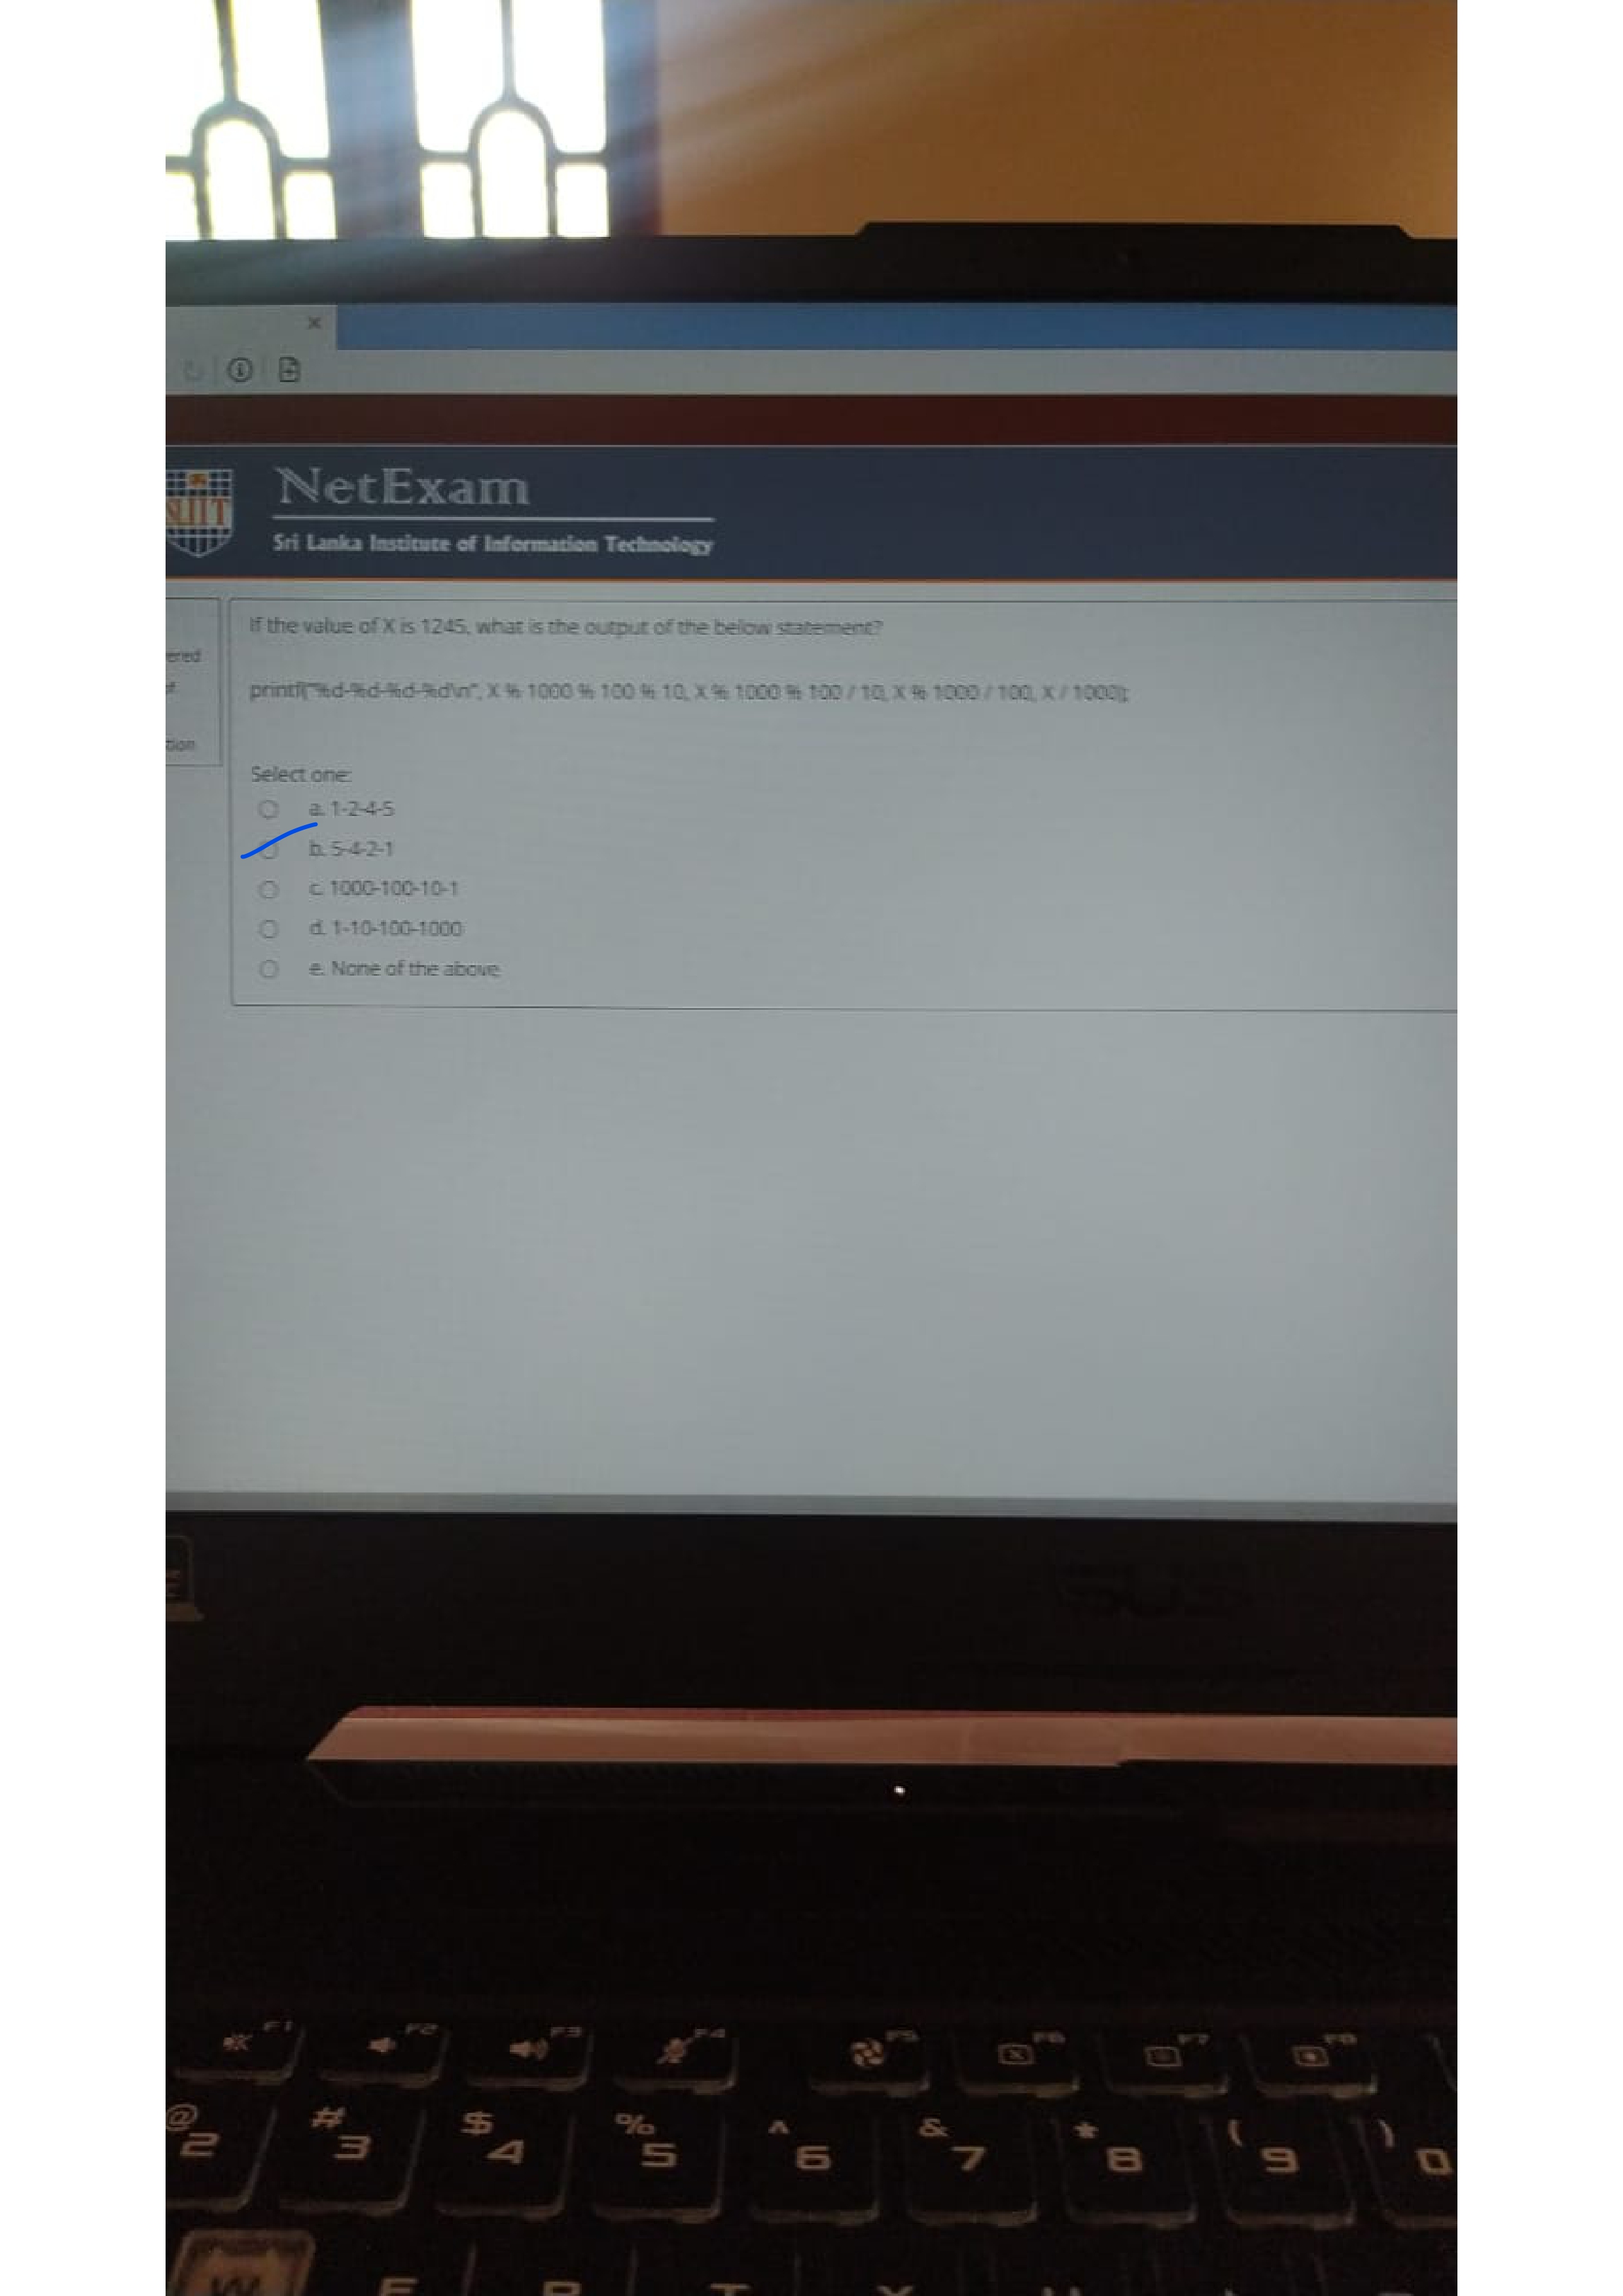 NetExam
Sri Lanka Institute of Information Technology
If the value of X is 1245, what is the output of the below statement?
ered
of
printf("%d-%d-%d-%d\n", X % 1000 % 100 % 10, X % 1000 % 100 / 10, X % 1000 / 100, X / 1000);
tion
Select one:
a. 1-2-4-5
b. 5-4-2-1
c. 1000-100-10-1
d. 1-10-100-1000
e. None of the above
F1 F2 F3 F4 F5 F6 F7 F8
@ # $ % ^ & * ( )
2 3 4 5 6 7 8 9 0
W E R T Y U